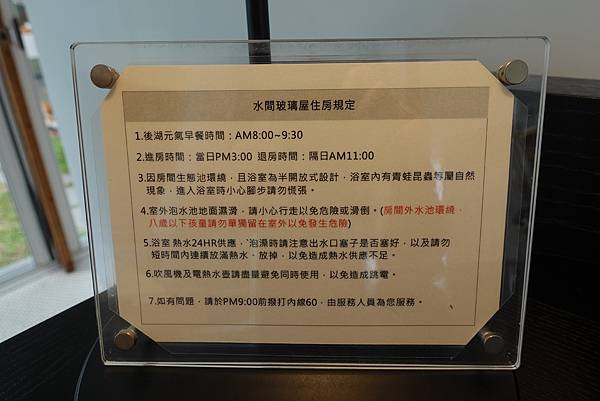 水間玻璃屋住房規定
1.後湖元氣早餐時間：AM8:00~9:30
2.進房時間：當日PM3:00 退房時間：隔日AM11:00
3.因房間生態池環繞，且浴室為半開放式設計，浴室內有青蛙昆蟲等屬自然
現象，進入浴室時小心腳步請勿慌張。
4.室外泡水池地面濕滑，請小心行走以免危險或滑倒。(房間外水池環繞，
八歲以下孩童請勿單獨留在室外以免發生危險)
5.浴室 熱水24HR供應，ˋ泡澡時請注意出水口塞子是否塞好，以及請勿
短時間內連續放滿熱水、放掉，以免造成熱水供應不足。
6.吹風機及電熱水壺請盡量避免同時使用，以免造成跳電。
7.如有問題，請於PM9:00前撥打內線60，由服務人員為您服務。